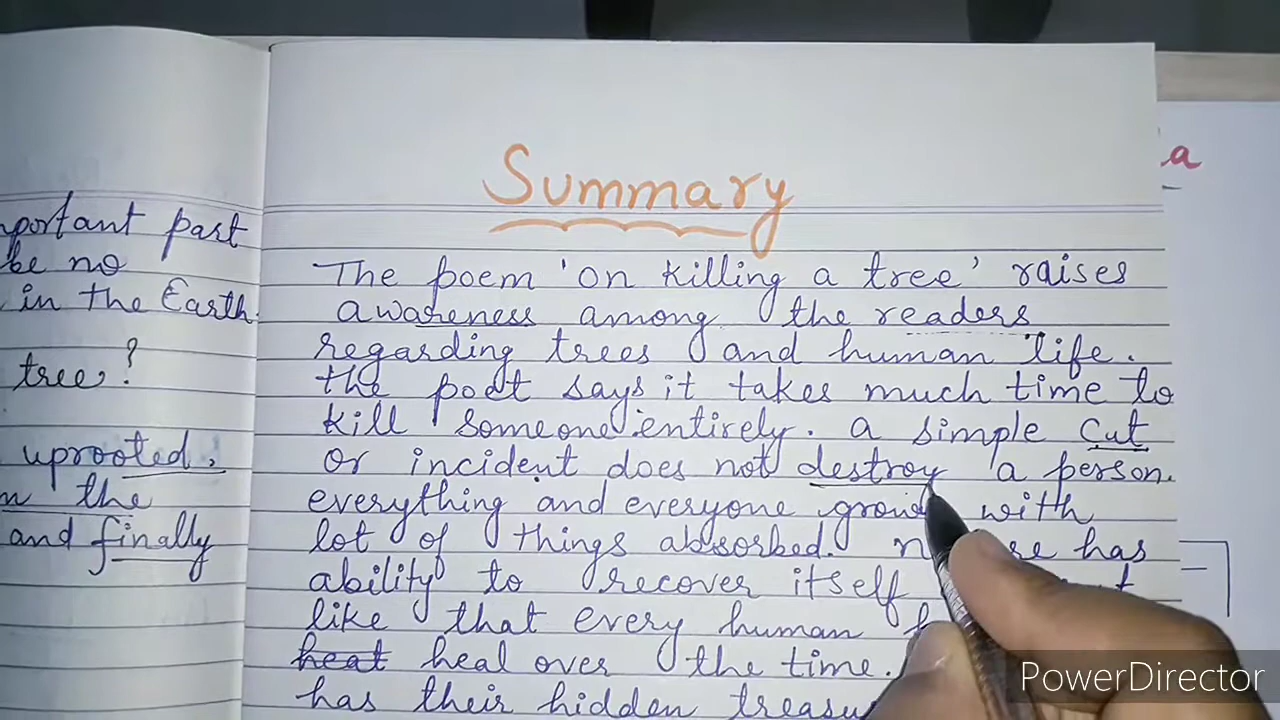 part
be no
in the Earth.
tree?
uprooted,
the
and finally
Summary
The poem 'on killing a tree' raises
awareness among the readers
regarding trees and human life.
the poet says it takes much time to
kill someone entirely. a simple cut
or incident does not destroy a person.
everything and everyone with
lot of things absorbed. has
ability to recover itself
like that every human
heat heal over the time.
has their hidden
a
PowerDirector